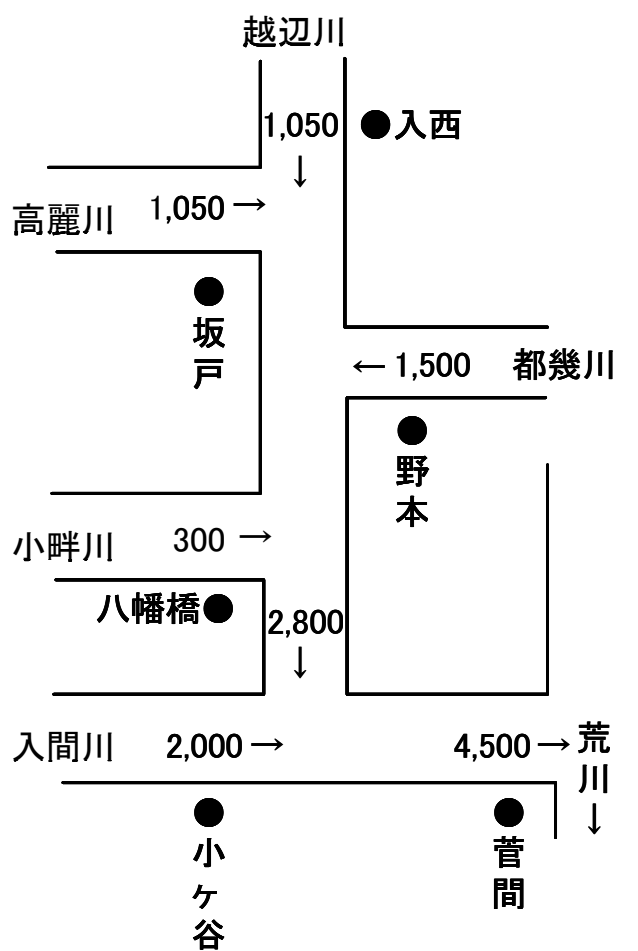 越辺川
1,050
↓
●入西
高麗川
1,050→
●坂戸
←1,500
都幾川
●野本
小畔川
300→
八幡橋●
2,800
↓
入間川
2,000→
4,500→
荒川
↓
●小ヶ谷
●菅間